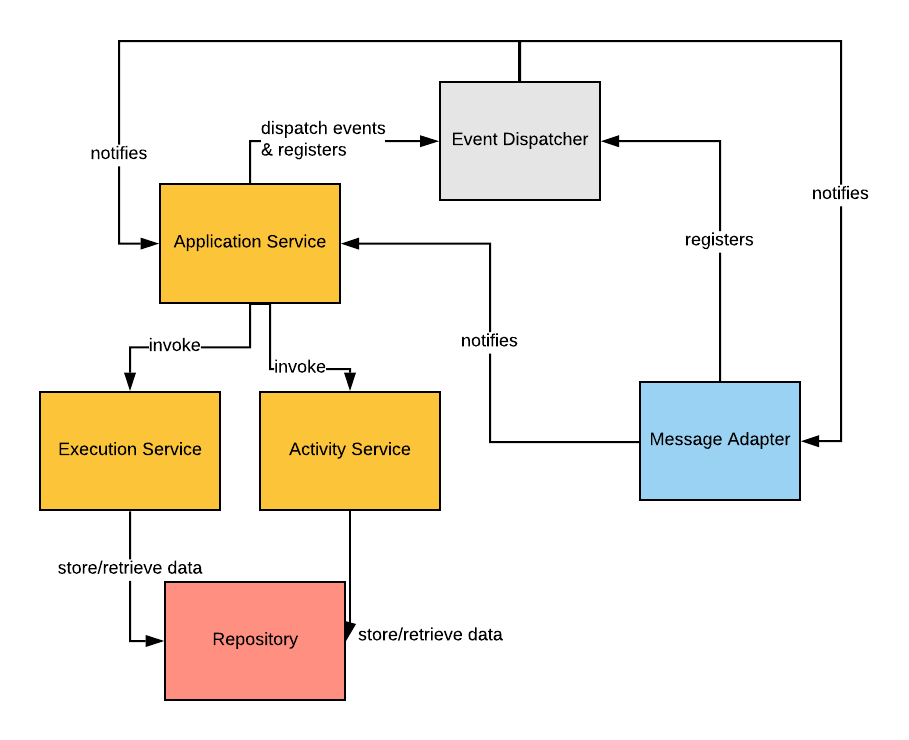 dispatch events
& registers
Event Dispatcher
notifies
notifies
Application Service
registers
invoke
notifies
invoke
Execution Service
Activity Service
Message Adapter
store/retrieve data
Repository
store/retrieve data